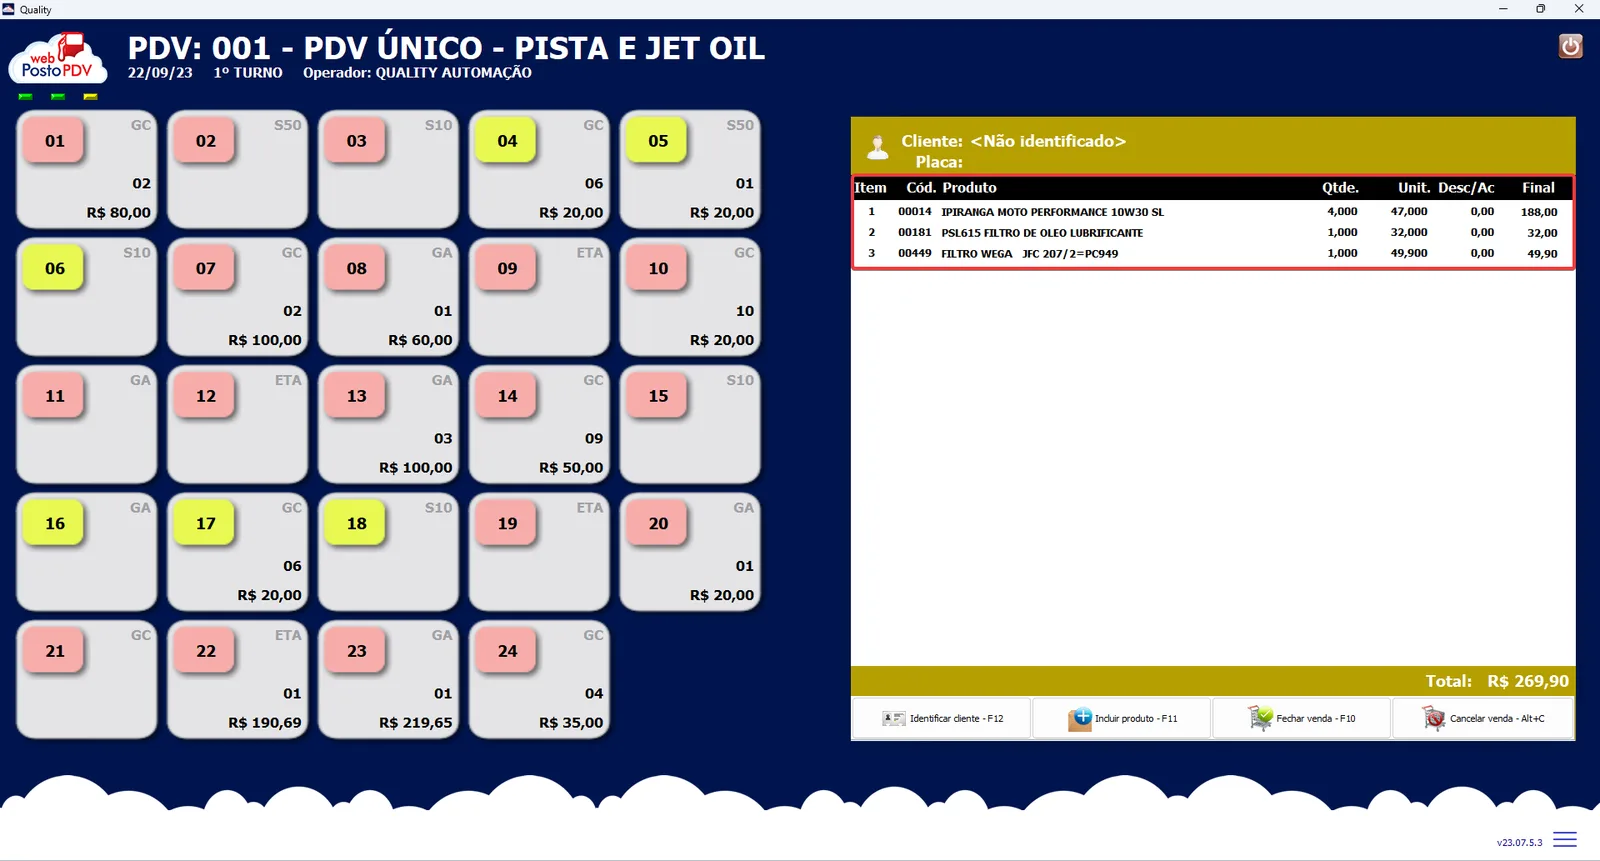 Quality
web
PostoPDV
PDV: 001 - PDV ÚNICO - PISTA E JET OIL
22/09/23 1º TURNO Operador: QUALITY AUTOMAÇÃO
01 GC
02
R$ 80,00
02 S50
03 S10
04 GC
06
R$ 20,00
05 S50
01
R$ 20,00
06 S10
07 GC
02
R$ 100,00
08 GA
01
R$ 60,00
09 ETA
10 GC
10
R$ 20,00
11 GA
12 ETA
13 GA
03
R$ 100,00
14 GC
09
R$ 50,00
15 S10
16 GA
17 GC
06
R$ 20,00
18 S10
19 ETA
20 GA
01
R$ 20,00
21 GC
22 ETA
01
R$ 190,69
23 GA
01
R$ 219,65
24 GC
04
R$ 35,00
Cliente: <Não identificado>
Placa:
Item Cód. Produto Qtde. Unit. Desc/Ac Final
1 00014 IPIRANGA MOTO PERFORMANCE 10W30 SL 4,000 47,000 0,00 188,00
2 00181 PSL615 FILTRO DE OLEO LUBRIFICANTE 1,000 32,000 0,00 32,00
3 00449 FILTRO WEGA JFC 207/2=PC949 1,000 49,900 0,00 49,90
Total: R$ 269,90
Identificar cliente - F12
Incluir produto - F11
Fechar venda - F10
Cancelar venda - Alt+C
v23.07.5.3